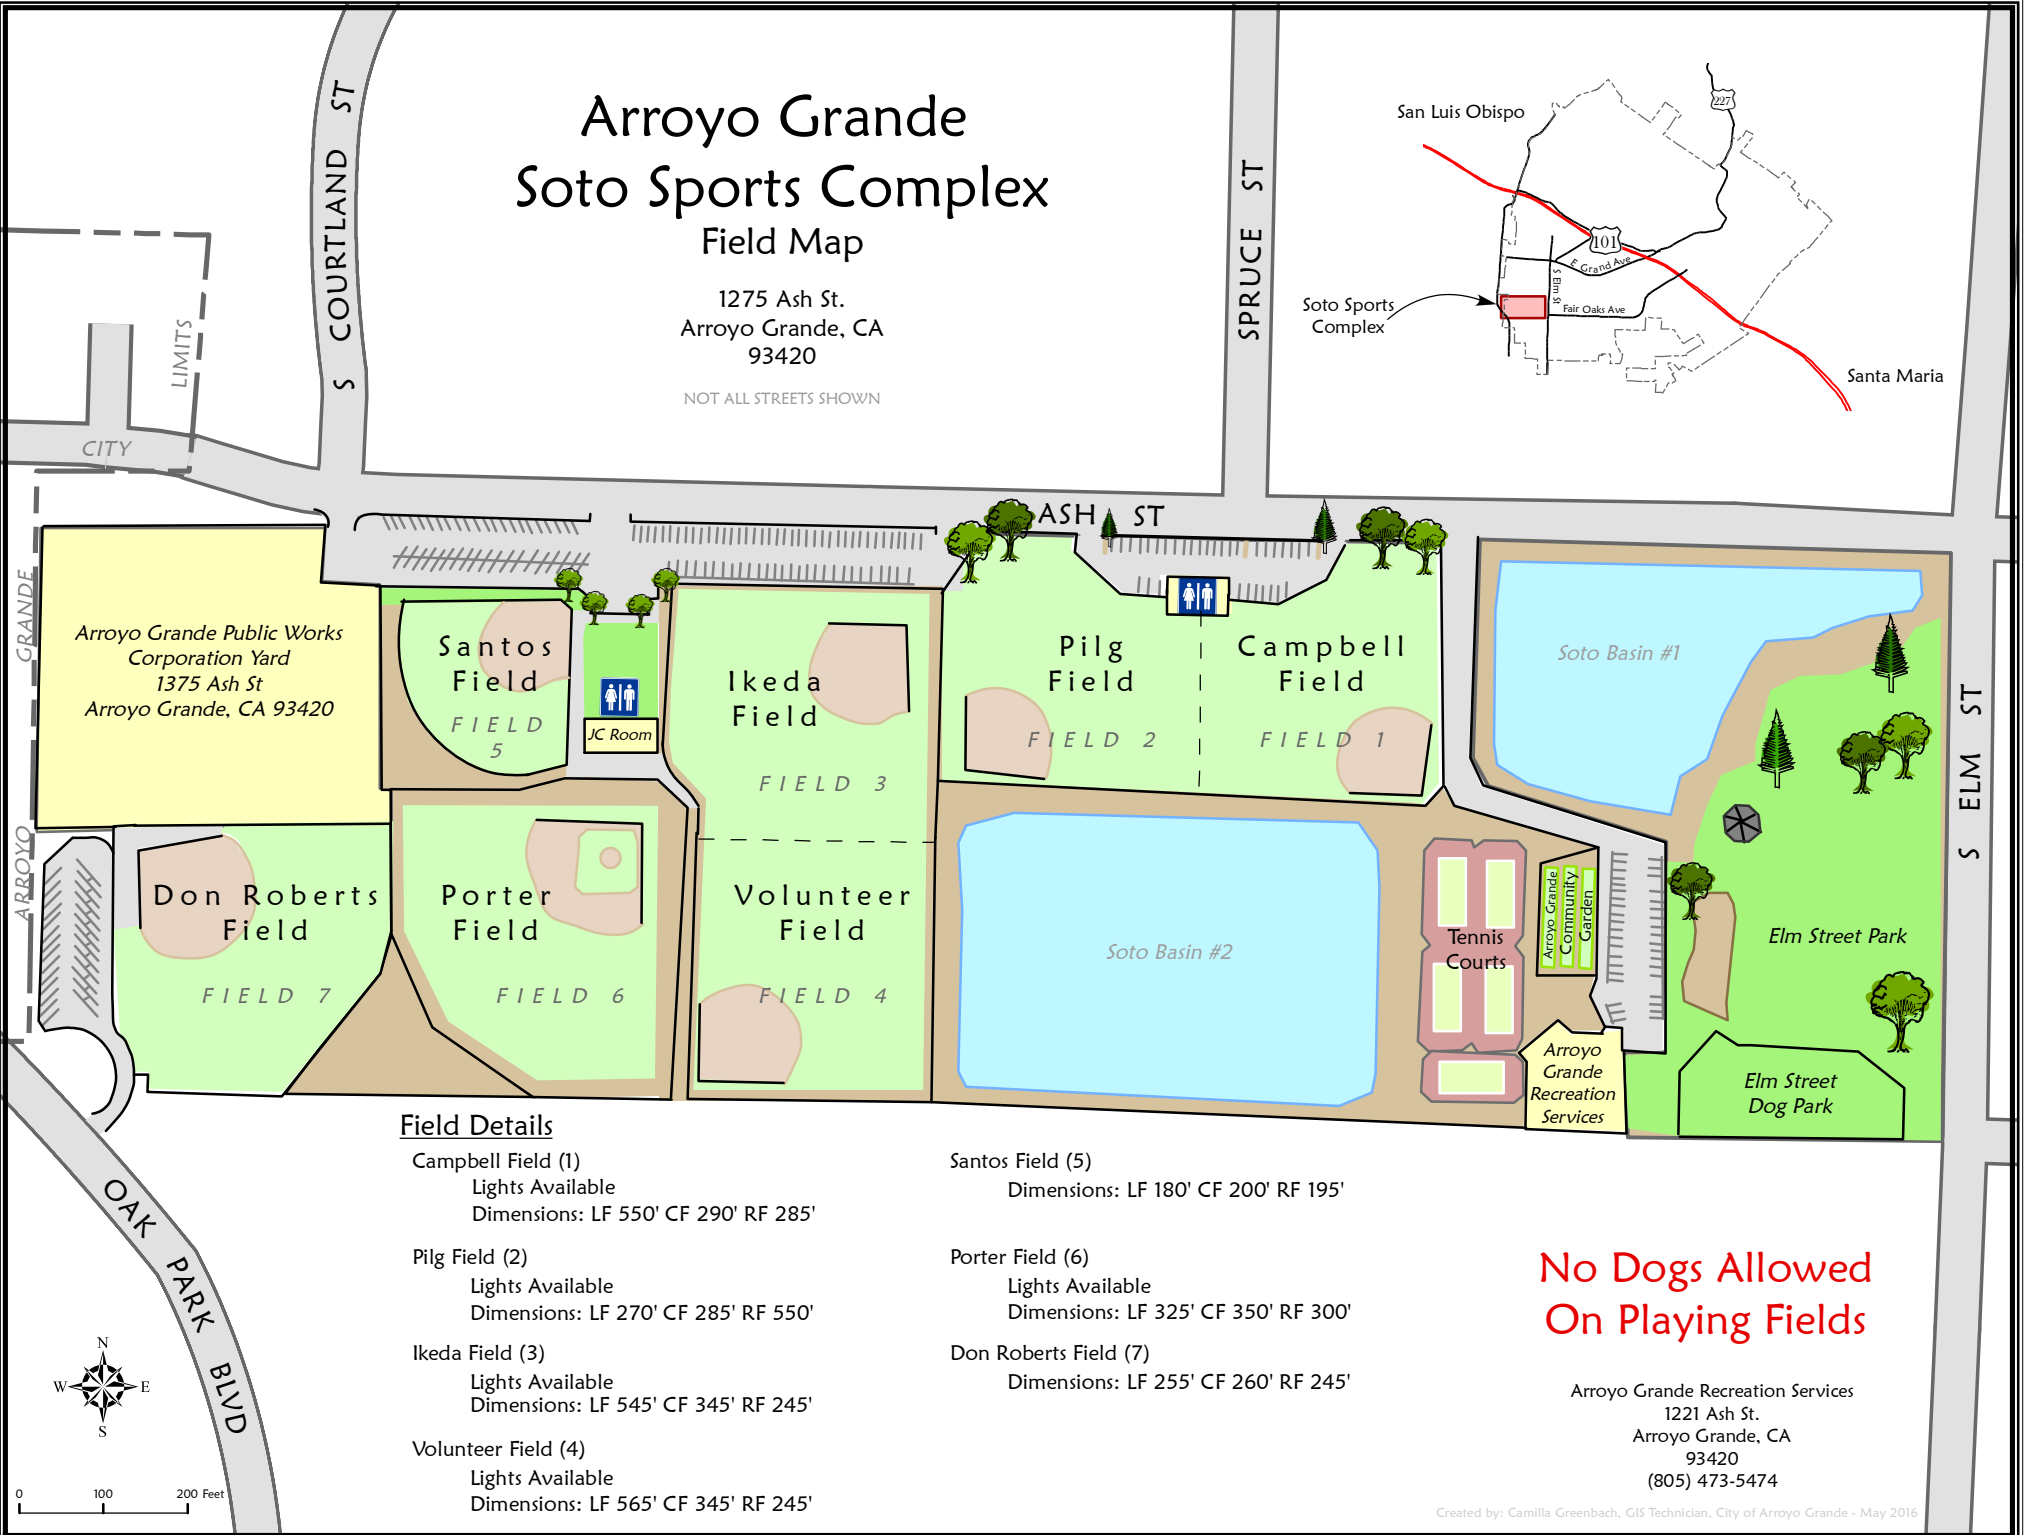 Arroyo Grande
Soto Sports Complex
Field Map
1275 Ash St.
Arroyo Grande, CA
93420
NOT ALL STREETS SHOWN
S COURTLAND ST
SPRUCE ST
ASH ST
S ELM ST
OAK PARK BLVD
CITY
LIMITS
ARROYO GRANDE
San Luis Obispo
227
101
E Grand Ave
S Elm St
Fair Oaks Ave
Soto Sports
Complex
Santa Maria
Arroyo Grande Public Works
Corporation Yard
1375 Ash St
Arroyo Grande, CA 93420
Santos
Field
FIELD
5
JC Room
Ikeda
Field
FIELD 3
Pilg
Field
FIELD 2
Campbell
Field
FIELD 1
Soto Basin #1
Don Roberts
Field
FIELD 7
Porter
Field
FIELD 6
Volunteer
Field
FIELD 4
Soto Basin #2
Tennis
Courts
Arroyo Grande
Community
Garden
Elm Street Park
Arroyo
Grande
Recreation
Services
Elm Street
Dog Park
Field Details
Campbell Field (1)
Lights Available
Dimensions: LF 550' CF 290' RF 285'
Pilg Field (2)
Lights Available
Dimensions: LF 270' CF 285' RF 550'
Ikeda Field (3)
Lights Available
Dimensions: LF 545' CF 345' RF 245'
Volunteer Field (4)
Lights Available
Dimensions: LF 565' CF 345' RF 245'
Santos Field (5)
Dimensions: LF 180' CF 200' RF 195'
Porter Field (6)
Lights Available
Dimensions: LF 325' CF 350' RF 300'
Don Roberts Field (7)
Dimensions: LF 255' CF 260' RF 245'
No Dogs Allowed
On Playing Fields
Arroyo Grande Recreation Services
1221 Ash St.
Arroyo Grande, CA
93420
(805) 473-5474
N
W E
S
0 100 200 Feet
Created by: Camilla Greenbach, GIS Technician, City of Arroyo Grande - May 2016